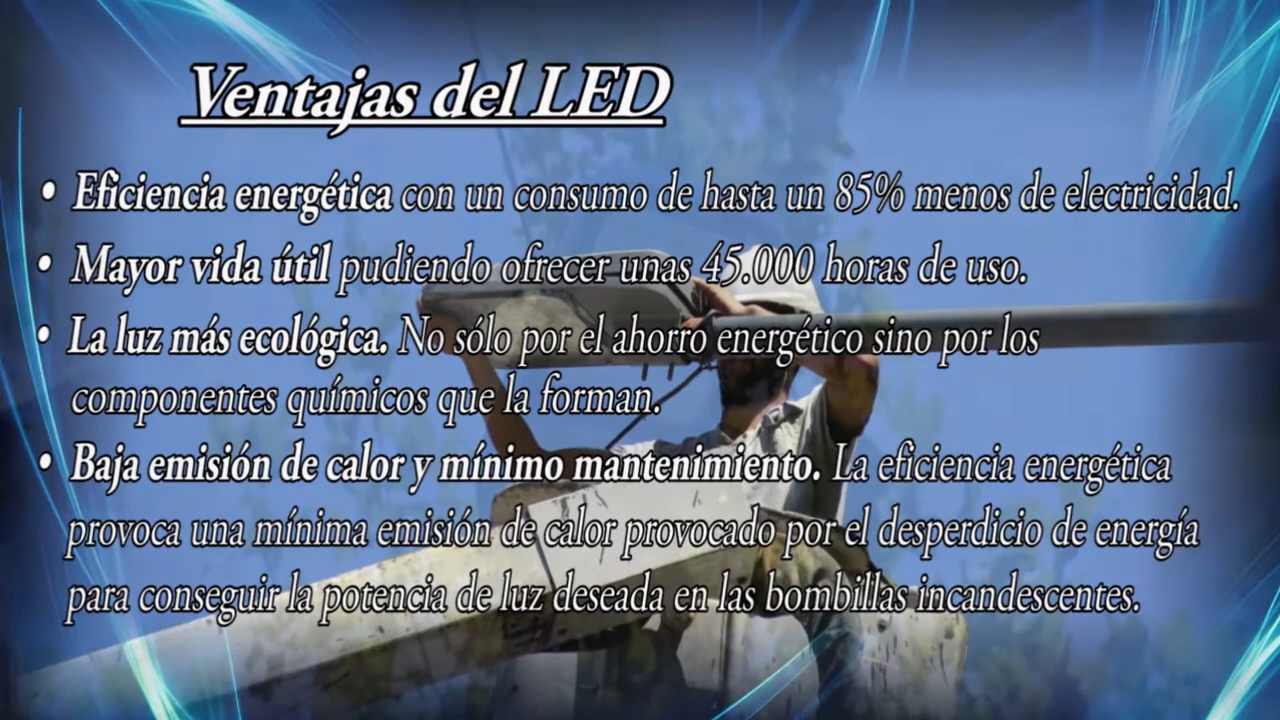 Ventajas del LED
• Eficiencia energética con un consumo de hasta un 85% menos de electricidad.
• Mayor vida útil pudiendo ofrecer unas 45.000 horas de uso.
• La luz más ecológica. No sólo por el ahorro energético sino por los
componentes químicos que la forman.
• Baja emisión de calor y mínimo mantenimiento. La eficiencia energética
provoca una mínima emisión de calor provocado por el desperdicio de energía
para conseguir la potencia de luz deseada en las bombillas incandescentes.